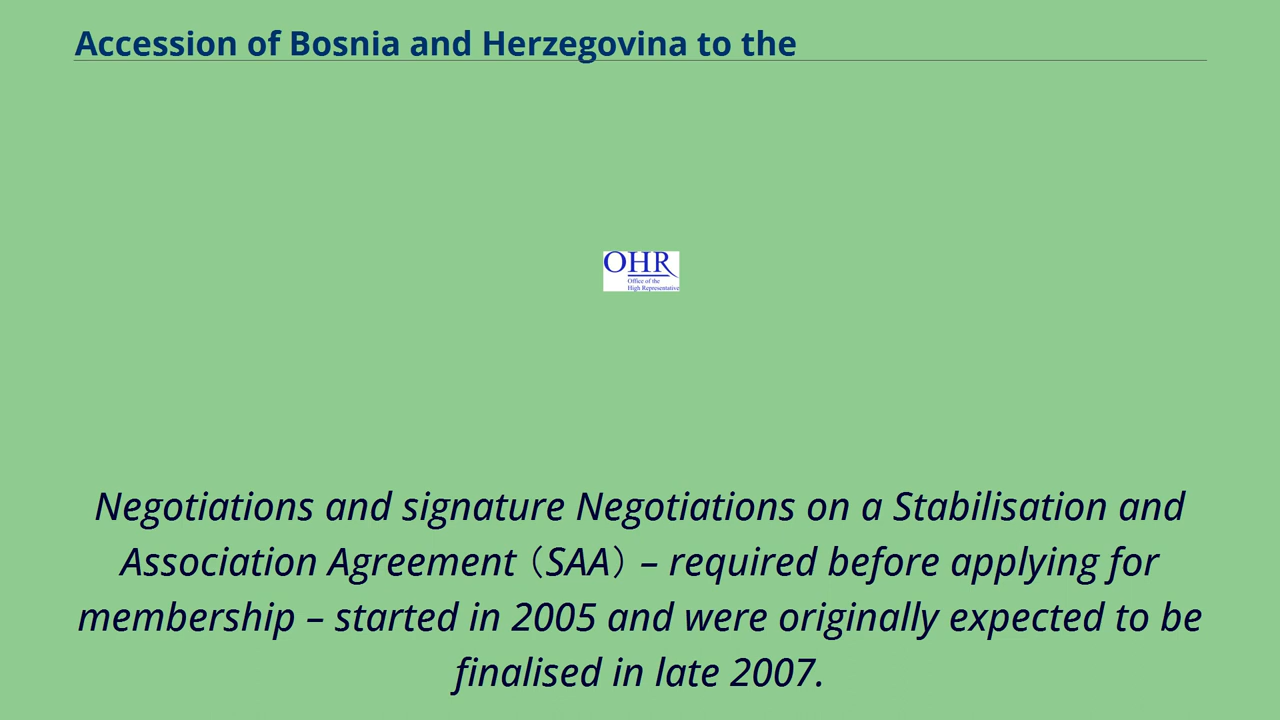 Accession of Bosnia and Herzegovina to the
OHR
Office of the
High Representative
Negotiations and signature Negotiations on a Stabilisation and
Association Agreement（SAA）– required before applying for
membership – started in 2005 and were originally expected to be
finalised in late 2007.